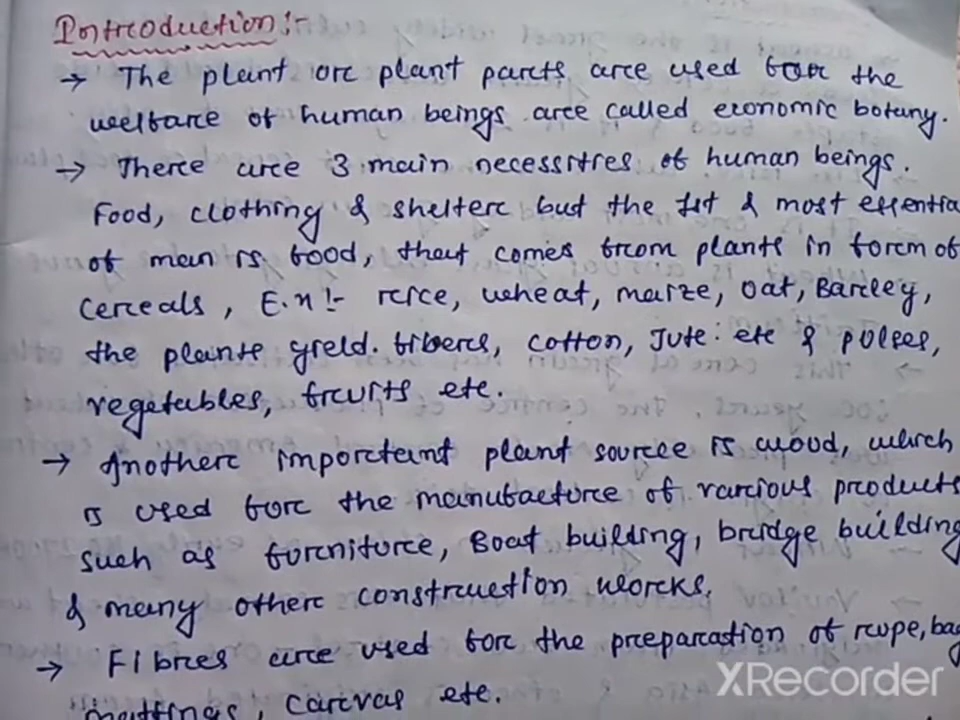 Introduction :-
→ The plant or plant parts are used for the
welfare of human beings are called economic botany.
→ There are 3 main necessities of human beings.
Food, clothing & shelter but the 1st & most essentia
of man is food, that comes from plants in form of
cereals, E.x :- rice, wheat, maize, oat, Barley,
the plants yield. fibers, cotton, Jute. etc & pulses,
vegetables, fruits etc.
→ Another important plant source is wood, which
is used for the manufacture of various products
such as furniture, Boat building, bridge building
& many other construction works.
→ Fibres are used for the preparation of rope, bag
mattings, canvas etc.
XRecorder